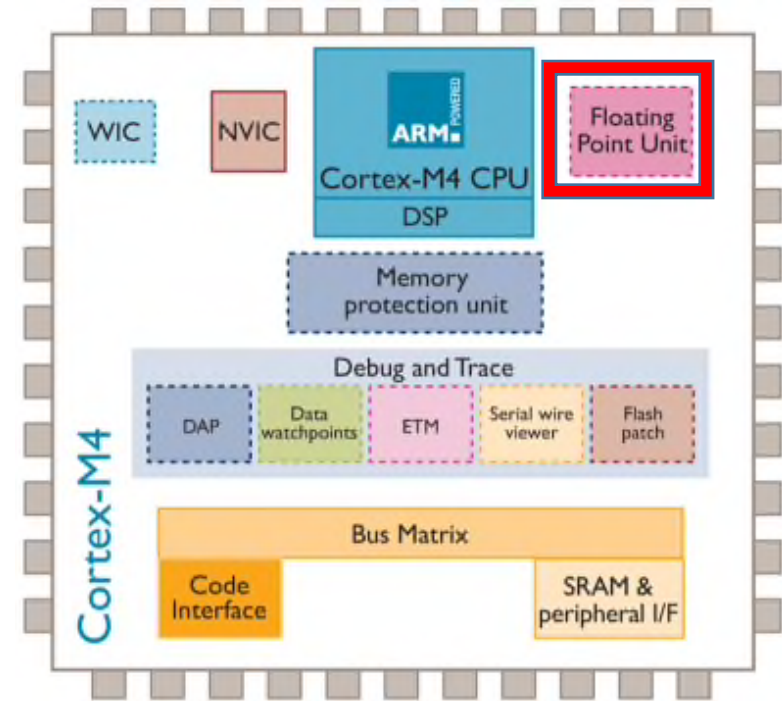 WIC
NVIC
ARM
POWERED
Cortex-M4 CPU
DSP
Floating
Point Unit
Memory
protection unit
Debug and Trace
DAP
Data
watchpoints
ETM
Serial wire
viewer
Flash
patch
Cortex-M4
Bus Matrix
Code
Interface
SRAM &
peripheral I/F